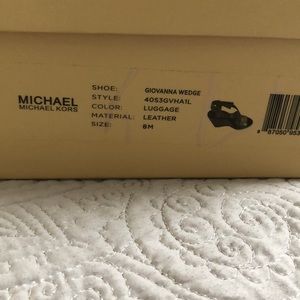 MICHAEL
MICHAEL KORS
SHOE: GIOVANNA WEDGE
STYLE: 40S3GVHA1L
COLOR: LUGGAGE
MATERIAL: LEATHER
SIZE: 8M